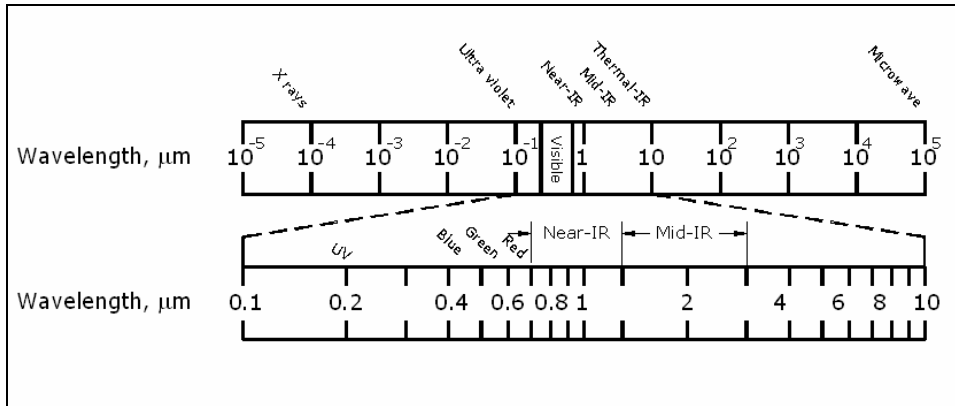 X rays
Ultra violet
Near-IR
Mid-IR
Thermal-IR
Microwave
Wavelength, μm
10⁻⁵ 10⁻⁴ 10⁻³ 10⁻² 10⁻¹ Visible 1 10 10² 10³ 10⁴ 10⁵
UV Blue Green Red Near-IR Mid-IR
Wavelength, μm
0.1 0.2 0.4 0.6 0.8 1 2 4 6 8 10